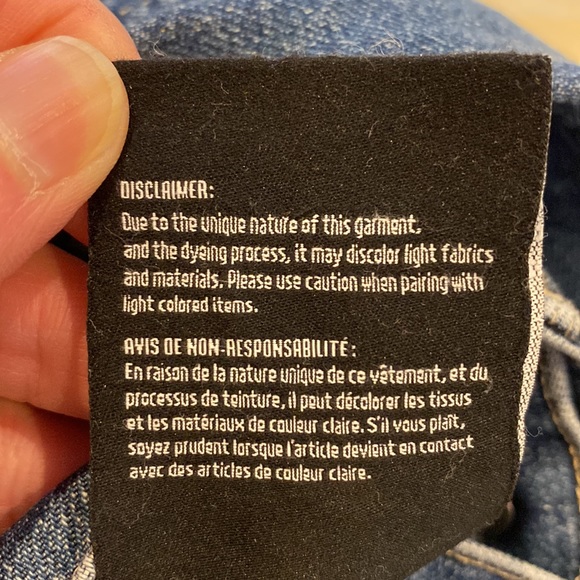 DISCLAIMER:
Due to the unique nature of this garment,
and the dyeing process, it may discolor light fabrics
and materials. Please use caution when pairing with
light colored items.
AVIS DE NON-RESPONSABILITÉ:
En raison de la nature unique de ce vêtement, et du
processus de teinture, il peut décolorer les tissus
et les matériaux de couleur claire. S'il vous plaît,
soyez prudent lorsque l'article devient en contact
avec des articles de couleur claire.